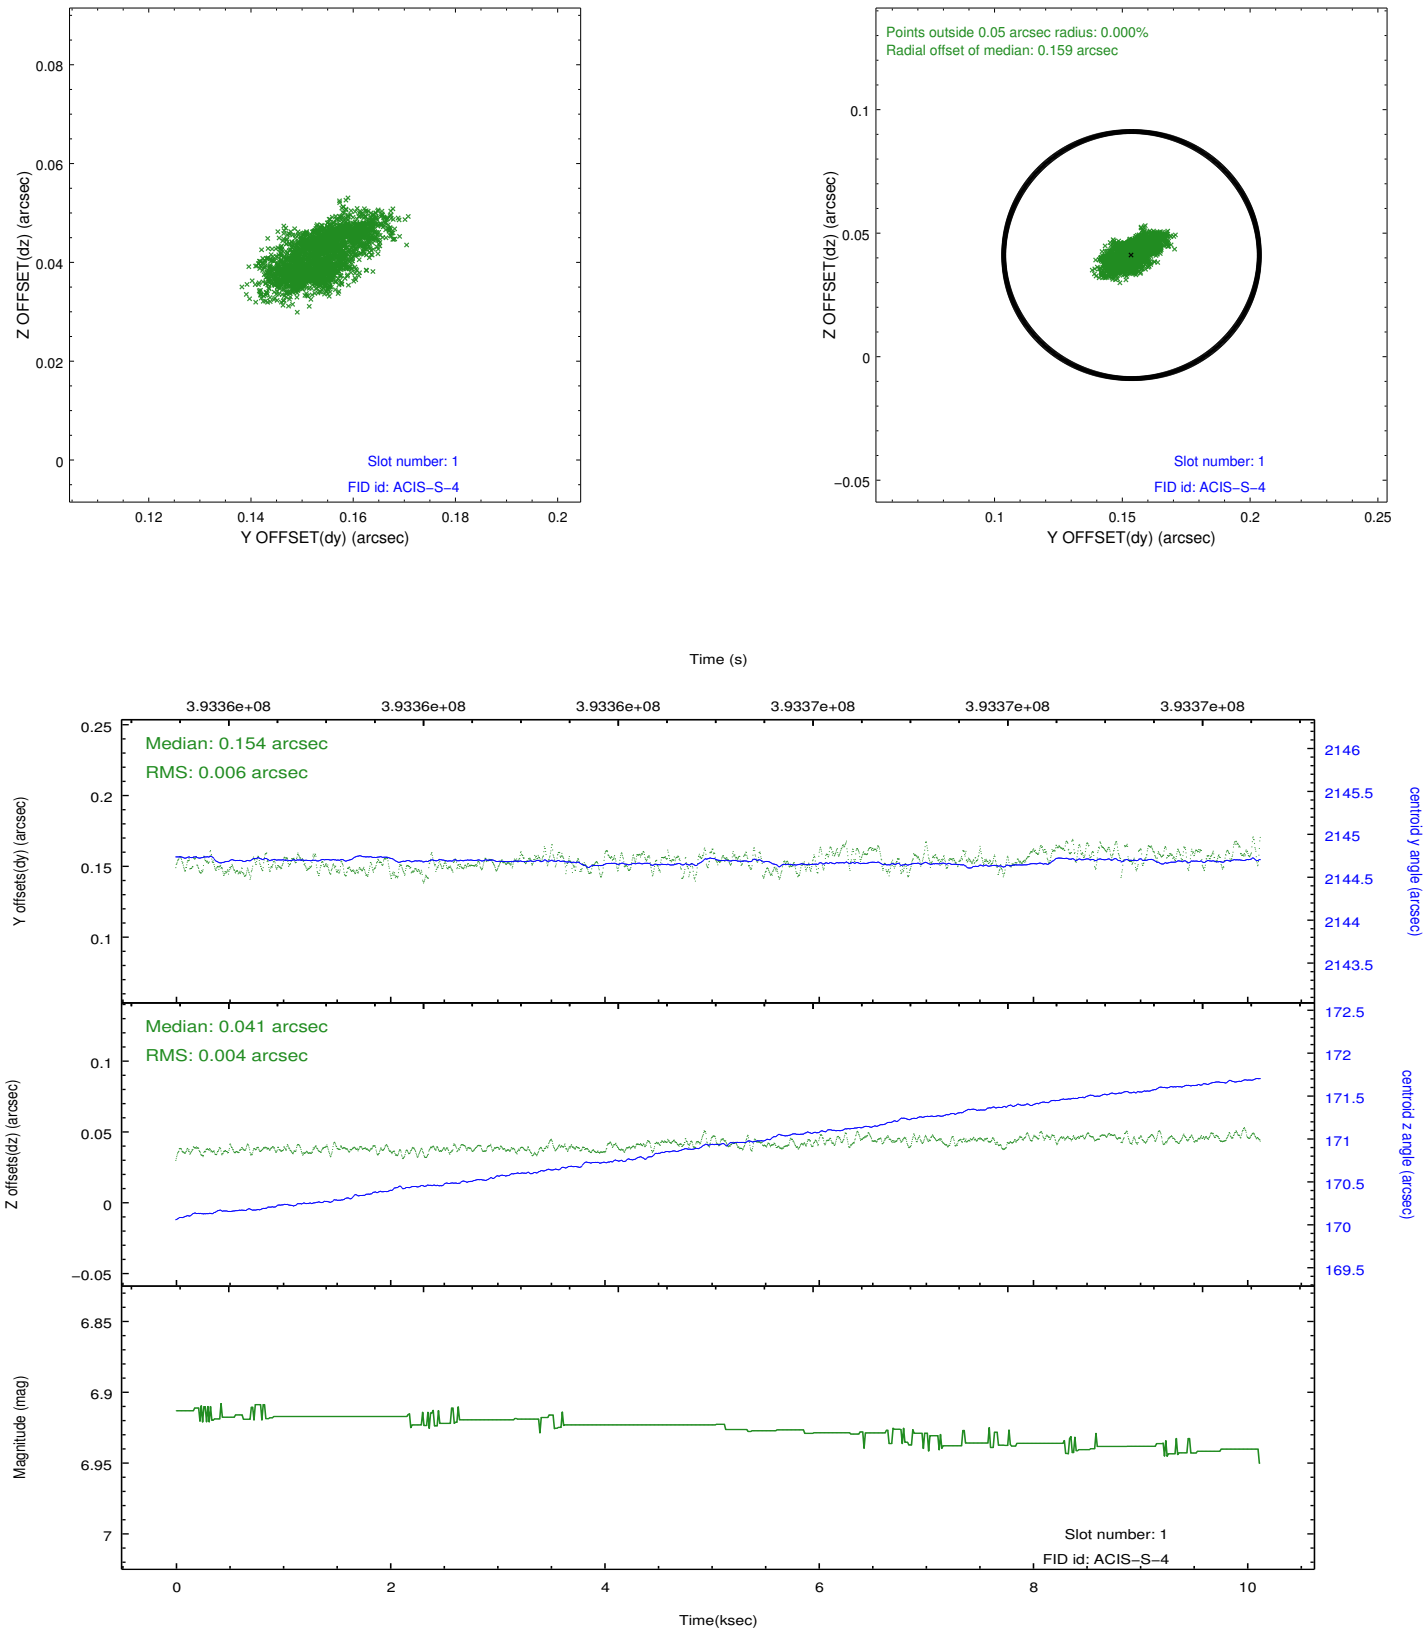 0.08
0.06
0.04
0.02
0
Z OFFSET(dz) (arcsec)
Slot number: 1
FID id: ACIS−S−4
0.12 0.14 0.16 0.18 0.2
Y OFFSET(dy) (arcsec)
Points outside 0.05 arcsec radius: 0.000%
Radial offset of median: 0.159 arcsec
0.1
0.05
0
−0.05
Z OFFSET(dz) (arcsec)
Slot number: 1
FID id: ACIS−S−4
0.1 0.15 0.2 0.25
Y OFFSET(dy) (arcsec)
Time (s)
3.9336e+08 3.9336e+08 3.9336e+08 3.9337e+08 3.9337e+08 3.9337e+08
Median: 0.154 arcsec
RMS: 0.006 arcsec
0.25
0.2
0.15
0.1
Y offsets(dy) (arcsec)
2146
2145.5
2145
2144.5
2144
2143.5
centroid y angle (arcsec)
Median: 0.041 arcsec
RMS: 0.004 arcsec
0.1
0.05
0
−0.05
Z offsets(dz) (arcsec)
172.5
172
171.5
171
170.5
170
169.5
centroid z angle (arcsec)
6.85
6.9
6.95
7
Magnitude (mag)
Slot number: 1
FID id: ACIS−S−4
0 2 4 6 8 10
Time(ksec)